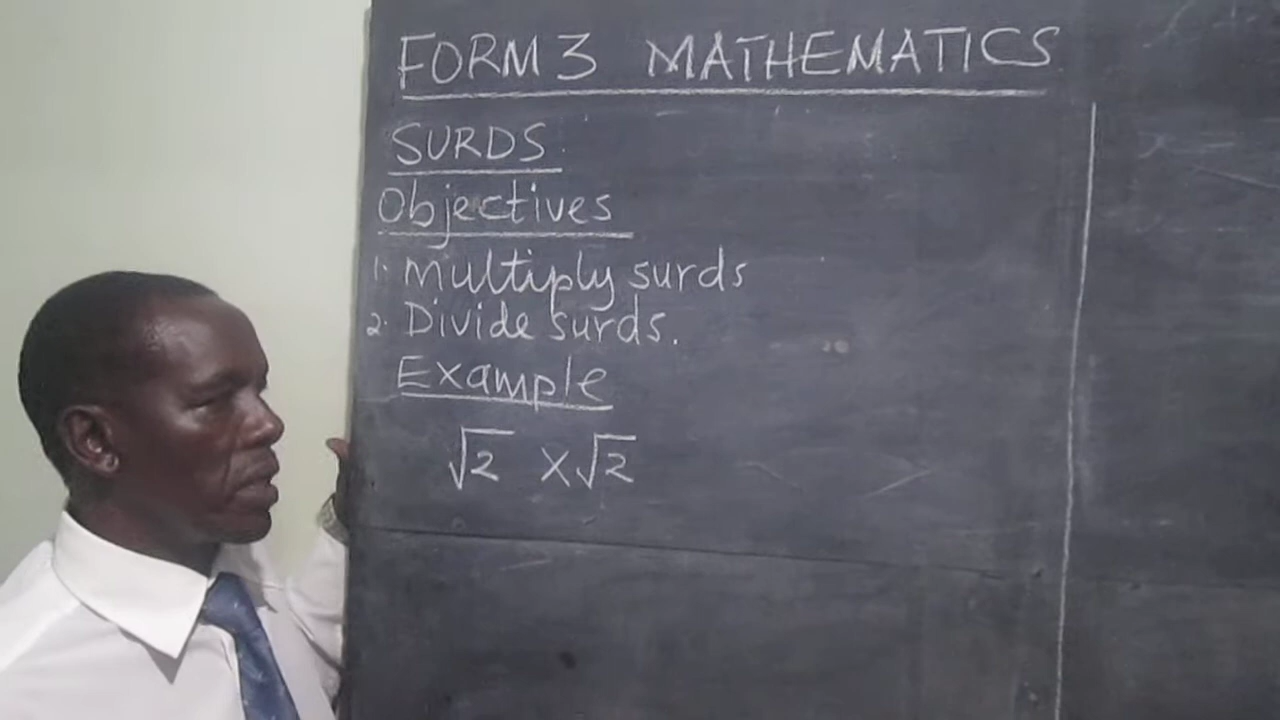 FORM 3 MATHEMATICS
SURDS.
Objectives
1. Multiply surds
2. Divide surds.
Example
√2 X √2